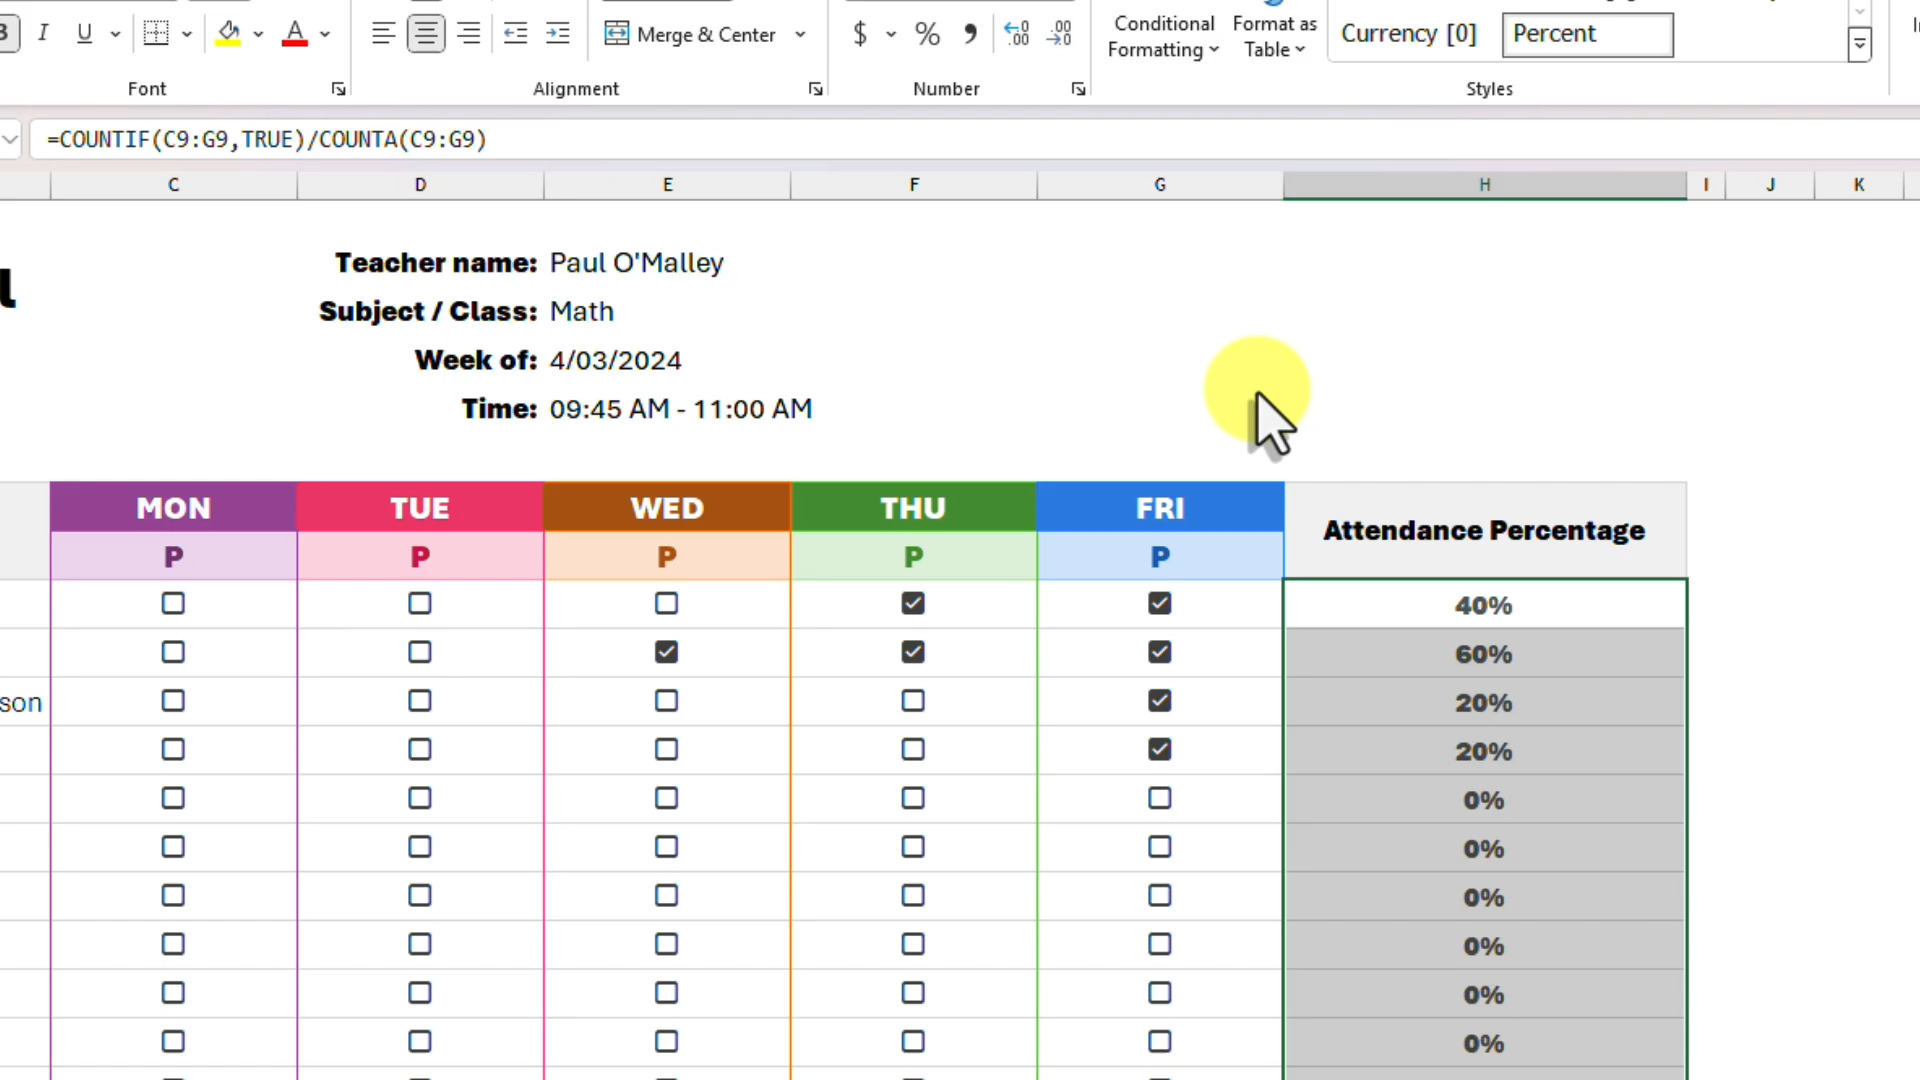 B I U A Merge & Center $ % Conditional Formatting Format as Table Currency [0] Percent
Font Alignment Number Styles
=COUNTIF(C9:G9,TRUE)/COUNTA(C9:G9)
C D E F G H I J K
Teacher name: Paul O'Malley
Subject / Class: Math
Week of: 4/03/2024
Time: 09:45 AM - 11:00 AM
MON TUE WED THU FRI Attendance Percentage
P P P P P
40%
60%
son 20%
20%
0%
0%
0%
0%
0%
0%